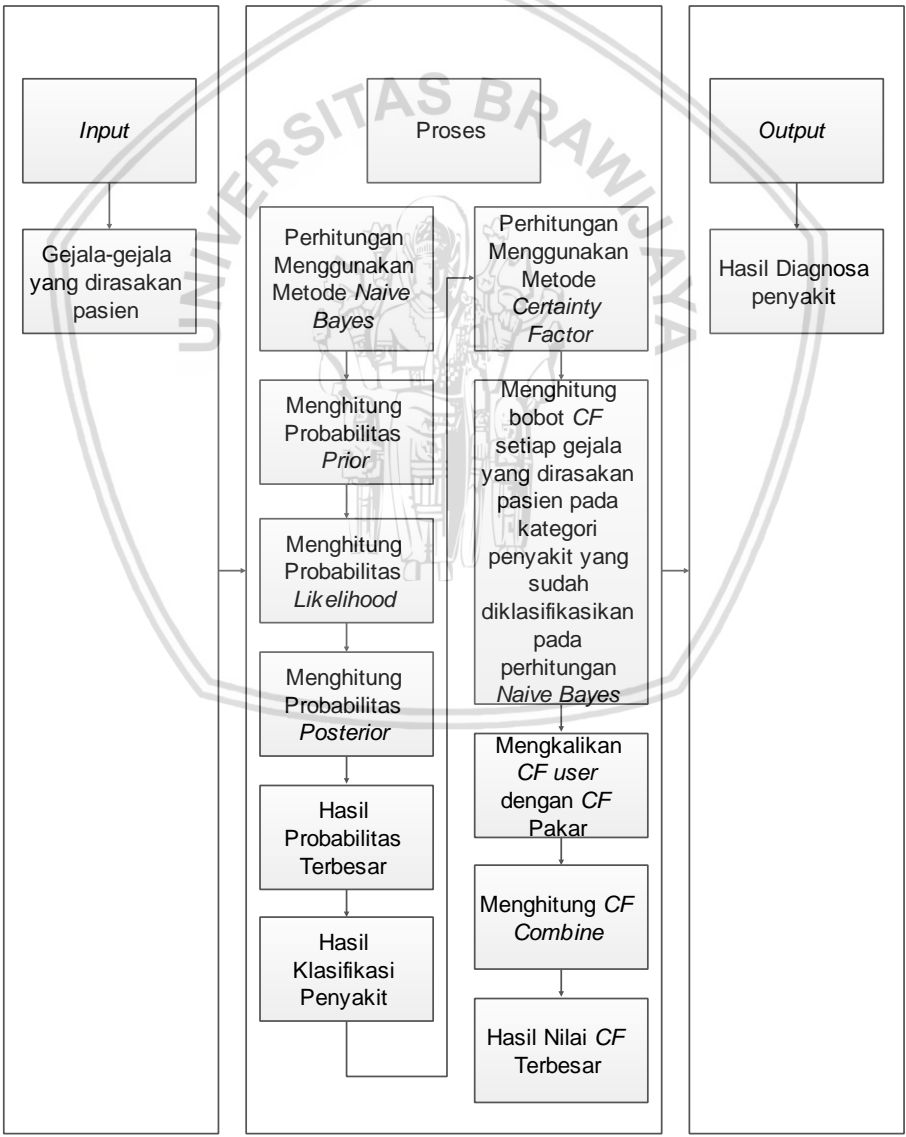 Input
Gejala-gejala
yang dirasakan
pasien
Proses
Perhitungan
Menggunakan
Metode Naive
Bayes
Menghitung
Probabilitas
Prior
Menghitung
Probabilitas
Likelihood
Menghitung
Probabilitas
Posterior
Hasil
Probabilitas
Terbesar
Hasil
Klasifikasi
Penyakit
Perhitungan
Menggunakan
Metode
Certainty
Factor
Menghitung
bobot CF
setiap gejala
yang dirasakan
pasien pada
kategori
penyakit yang
sudah
diklasifikasikan
pada
perhitungan
Naive Bayes
Mengkalikan
CF user
dengan CF
Pakar
Menghitung CF
Combine
Hasil Nilai CF
Terbesar
Output
Hasil Diagnosa
penyakit
UNIVERSITAS BRAWIJAYA